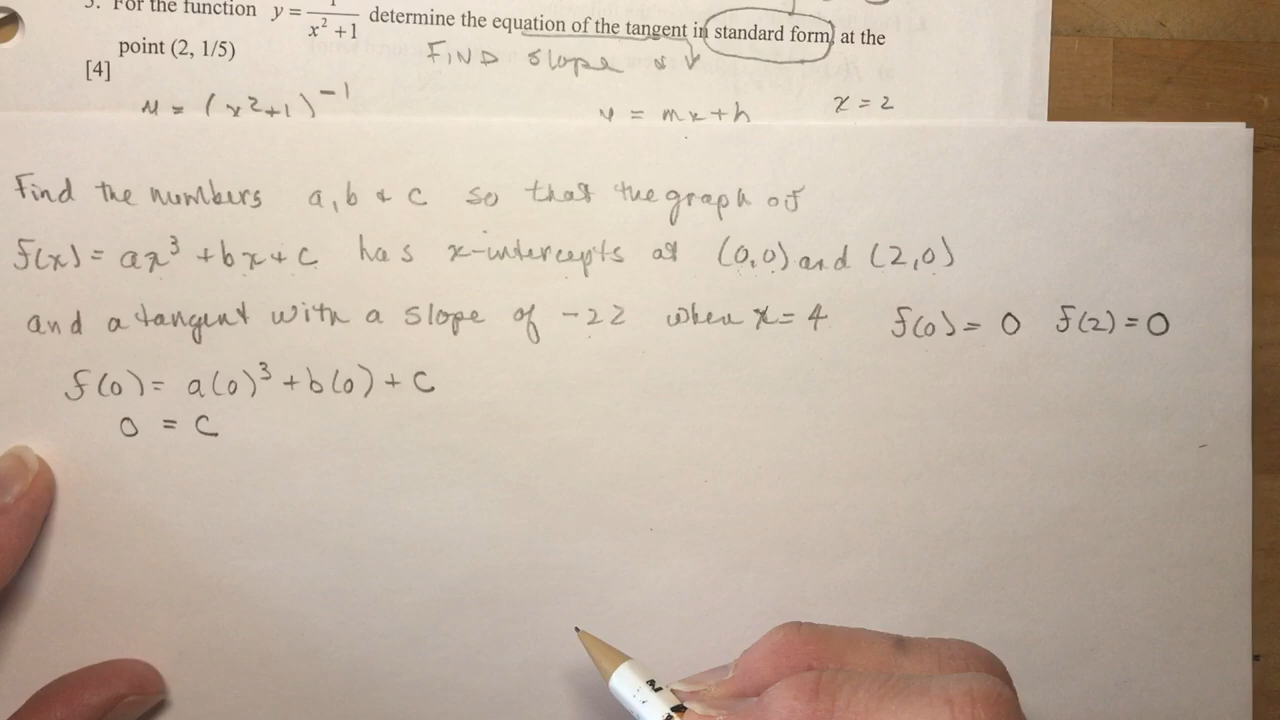 For the function y = 1/x² + 1 determine the equation of the tangent in standard form, at the
point (2, 1/5)
FIND slope
[4]
= (x²+1)⁻¹
y = mx+b
x = 2
Find the numbers a, b & c so that the graph of
f(x) = ax³ + bx + c has x-intercepts at (0,0) and (2,0)
and a tangent with a slope of -22 when x = 4 f(0) = 0 f(2) = 0
f(0) = a(0)³ + b(0) + c
0 = c